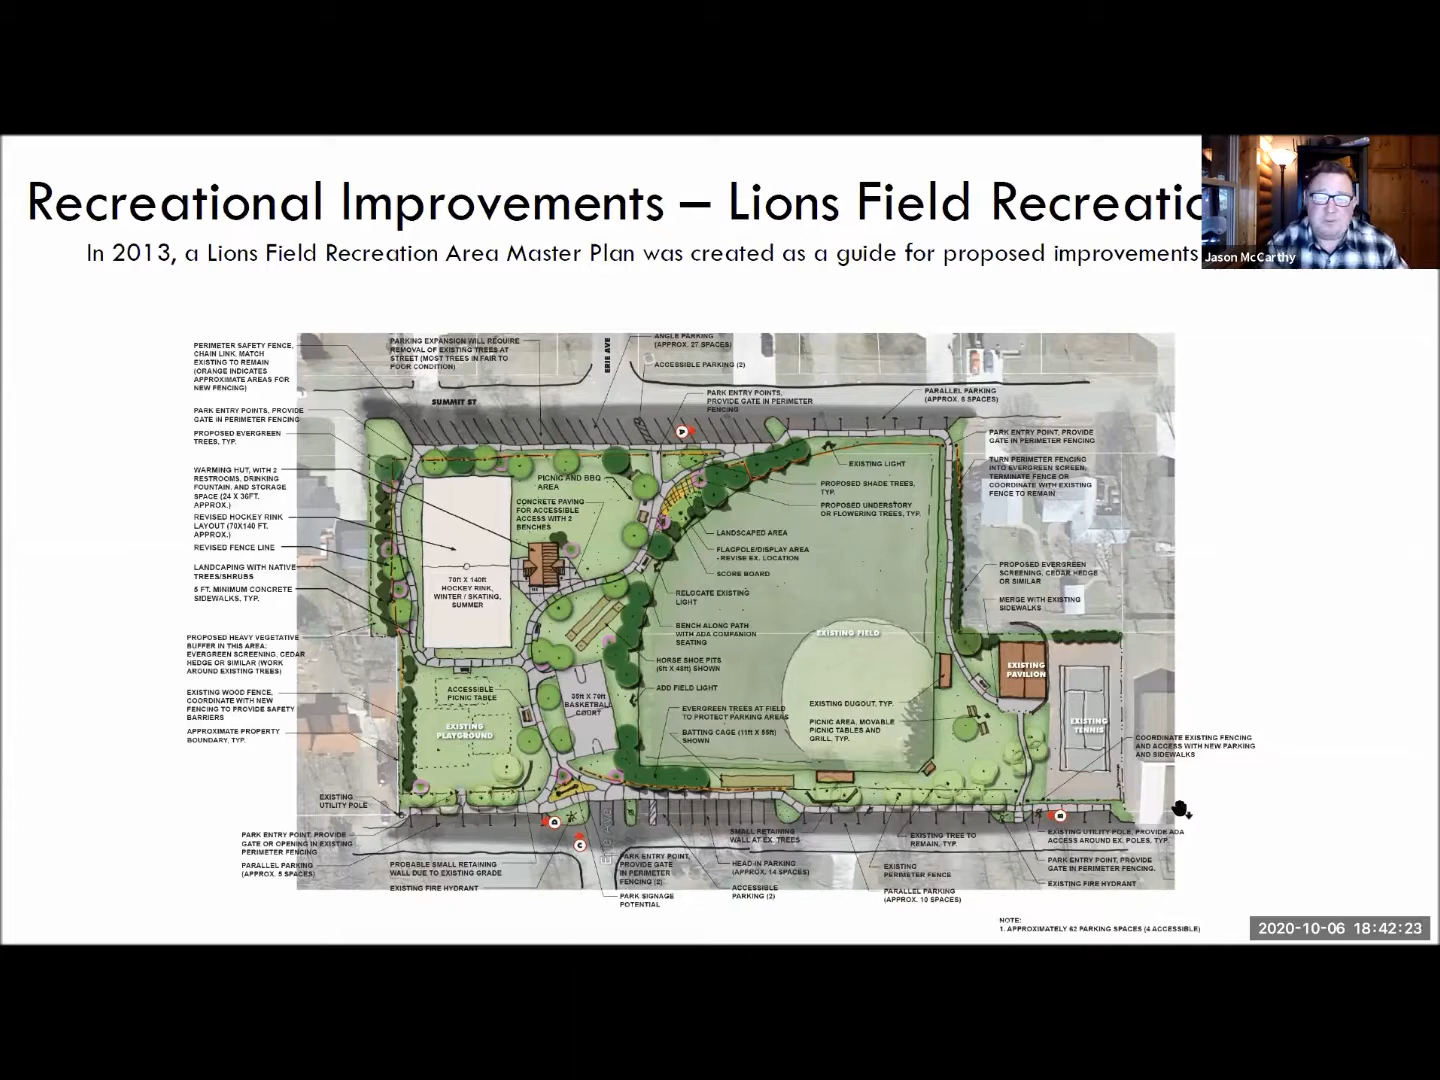 Recreational Improvements – Lions Field Recreatio
In 2013, a Lions Field Recreation Area Master Plan was created as a guide for proposed improvements
Jason McCarthy
PERIMETER SAFETY FENCE,
CHAIN LINK. MATCH
EXISTING TO REMAIN
(ORANGE INDICATES
APPROXIMATE AREAS FOR
NEW FENCING)
PARK ENTRY POINTS, PROVIDE
GATE IN PERIMETER FENCING
PROPOSED EVERGREEN
TREES, TYP.
WARMING HUT, WITH 2
RESTROOMS, DRINKING
FOUNTAIN, AND STORAGE
SPACE (24 X 36FT.
APPROX.)
REVISED HOCKEY RINK
LAYOUT (70X140 FT.
APPROX.)
REVISED FENCE LINE
LANDCAPING WITH NATIVE
TREES/SHRUBS
5 FT. MINIMUM CONCRETE
SIDEWALKS, TYP.
PROPOSED HEAVY VEGETATIVE
BUFFER IN THIS AREA:
EVERGREEN SCREENING, CEDAR
HEDGE OR SIMILAR (WORK
AROUND EXISTING TREES)
EXISTING WOOD FENCE,
COORDINATE WITH NEW
FENCING TO PROVIDE SAFETY
BARRIERS
APPROXIMATE PROPERTY
BOUNDARY, TYP.
EXISTING
UTILITY POLE
PARK ENTRY POINT, PROVIDE
GATE OR OPENING IN EXISTING
PERIMETER FENCING
PARALLEL PARKING
(APPROX. 5 SPACES)
PARKING EXPANSION WILL REQUIRE
REMOVAL OF EXISTING TREES AT
STREET (MOST TREES IN FAIR TO
POOR CONDITION)
SUMMIT ST
ERIE AVE
ANGLE PARKING
(APPROX. 27 SPACES)
ACCESSIBLE PARKING (2)
PARK ENTRY POINTS,
PROVIDE GATE IN PERIMETER
FENCING
PARALLEL PARKING
(APPROX. 6 SPACES)
A
PICNIC AND BBQ
AREA
CONCRETE PAVING
FOR ACCESSIBLE
ACCESS WITH 2
BENCHES
70ft X 140ft
HOCKEY RINK,
WINTER / SKATING,
SUMMER
EXISTING LIGHT
PROPOSED SHADE TREES,
TYP.
PROPOSED UNDERSTORY
OR FLOWERING TREES, TYP.
LANDSCAPED AREA
FLAGPOLE/DISPLAY AREA
- REVISE EX. LOCATION
SCORE BOARD
RELOCATE EXISTING
LIGHT
BENCH ALONG PATH
WITH ADA COMPANION
SEATING
HORSE SHOE PITS
(6ft X 48ft) SHOWN
ADD FIELD LIGHT
EVERGREEN TREES AT FIELD
TO PROTECT PARKING AREAS
BATTING CAGE (11ft X 55ft)
SHOWN
EXISTING FIELD
EXISTING DUGOUT, TYP.
PICNIC AREA, MOVABLE
PICNIC TABLES AND
GRILL, TYP.
ACCESSIBLE
PICNIC TABLE
EXISTING
PLAYGROUND
35ft X 70ft
BASKETBALL
COURT
PARK ENTRY POINT, PROVIDE
GATE IN PERIMETER FENCING
TURN PERIMETER FENCING
INTO EVERGREEN SCREEN,
TERMINATE FENCE OR
COORDINATE WITH EXISTING
FENCE TO REMAIN
PROPOSED EVERGREEN
SCREENING, CEDAR HEDGE
OR SIMILAR
MERGE WITH EXISTING
SIDEWALKS
EXISTING
PAVILION
EXISTING
TENNIS
COORDINATE EXISTING FENCING
AND ACCESS WITH NEW PARKING
AND SIDEWALKS
D
C
B
PROBABLE SMALL RETAINING
WALL DUE TO EXISTING GRADE
EXISTING FIRE HYDRANT
PARK ENTRY POINT,
PROVIDE GATE
IN PERIMETER
FENCING (2)
PARK SIGNAGE
POTENTIAL
SMALL RETAINING
WALL AT EX. TREES
HEAD-IN PARKING
(APPROX. 14 SPACES)
ACCESSIBLE
PARKING (2)
EXISTING TREE TO
REMAIN, TYP.
EXISTING
PERIMETER FENCE
PARALLEL PARKING
(APPROX. 10 SPACES)
EXISTING UTILITY POLE, PROVIDE ADA
ACCESS AROUND EX. POLES, TYP.
PARK ENTRY POINT, PROVIDE
GATE IN PERIMETER FENCING.
EXISTING FIRE HYDRANT
NOTE:
1. APPROXIMATELY 62 PARKING SPACES (4 ACCESSIBLE)
2020-10-06 18:42:23